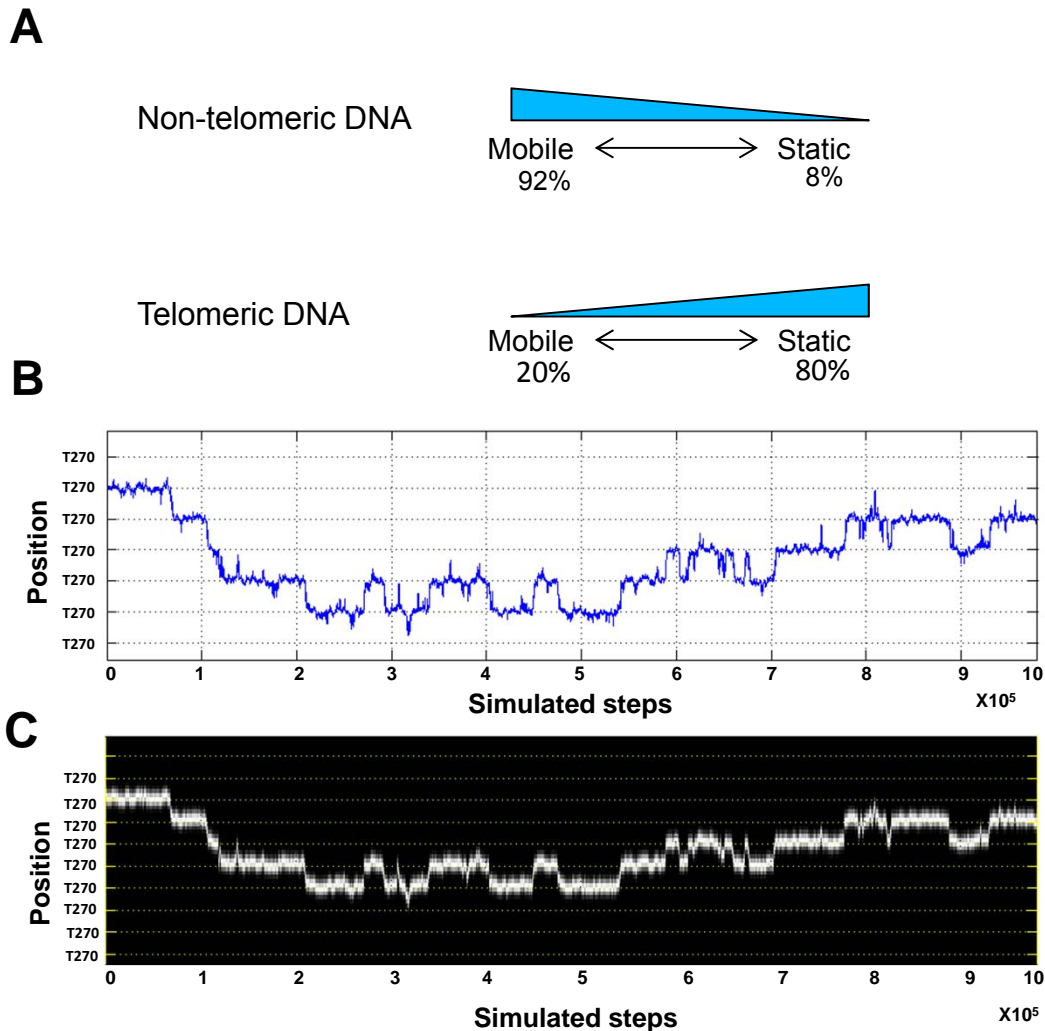 A
Non-telomeric DNA
Mobile Static
92% 8%
Telomeric DNA
Mobile Static
20% 80%
B
Position
T270
T270
T270
T270
T270
T270
T270
0 1 2 3 4 5 6 7 8 9 10
Simulated steps X10⁵
C
Position
T270
T270
T270
T270
T270
T270
T270
T270
T270
0 1 2 3 4 5 6 7 8 9 10
Simulated steps X10⁵